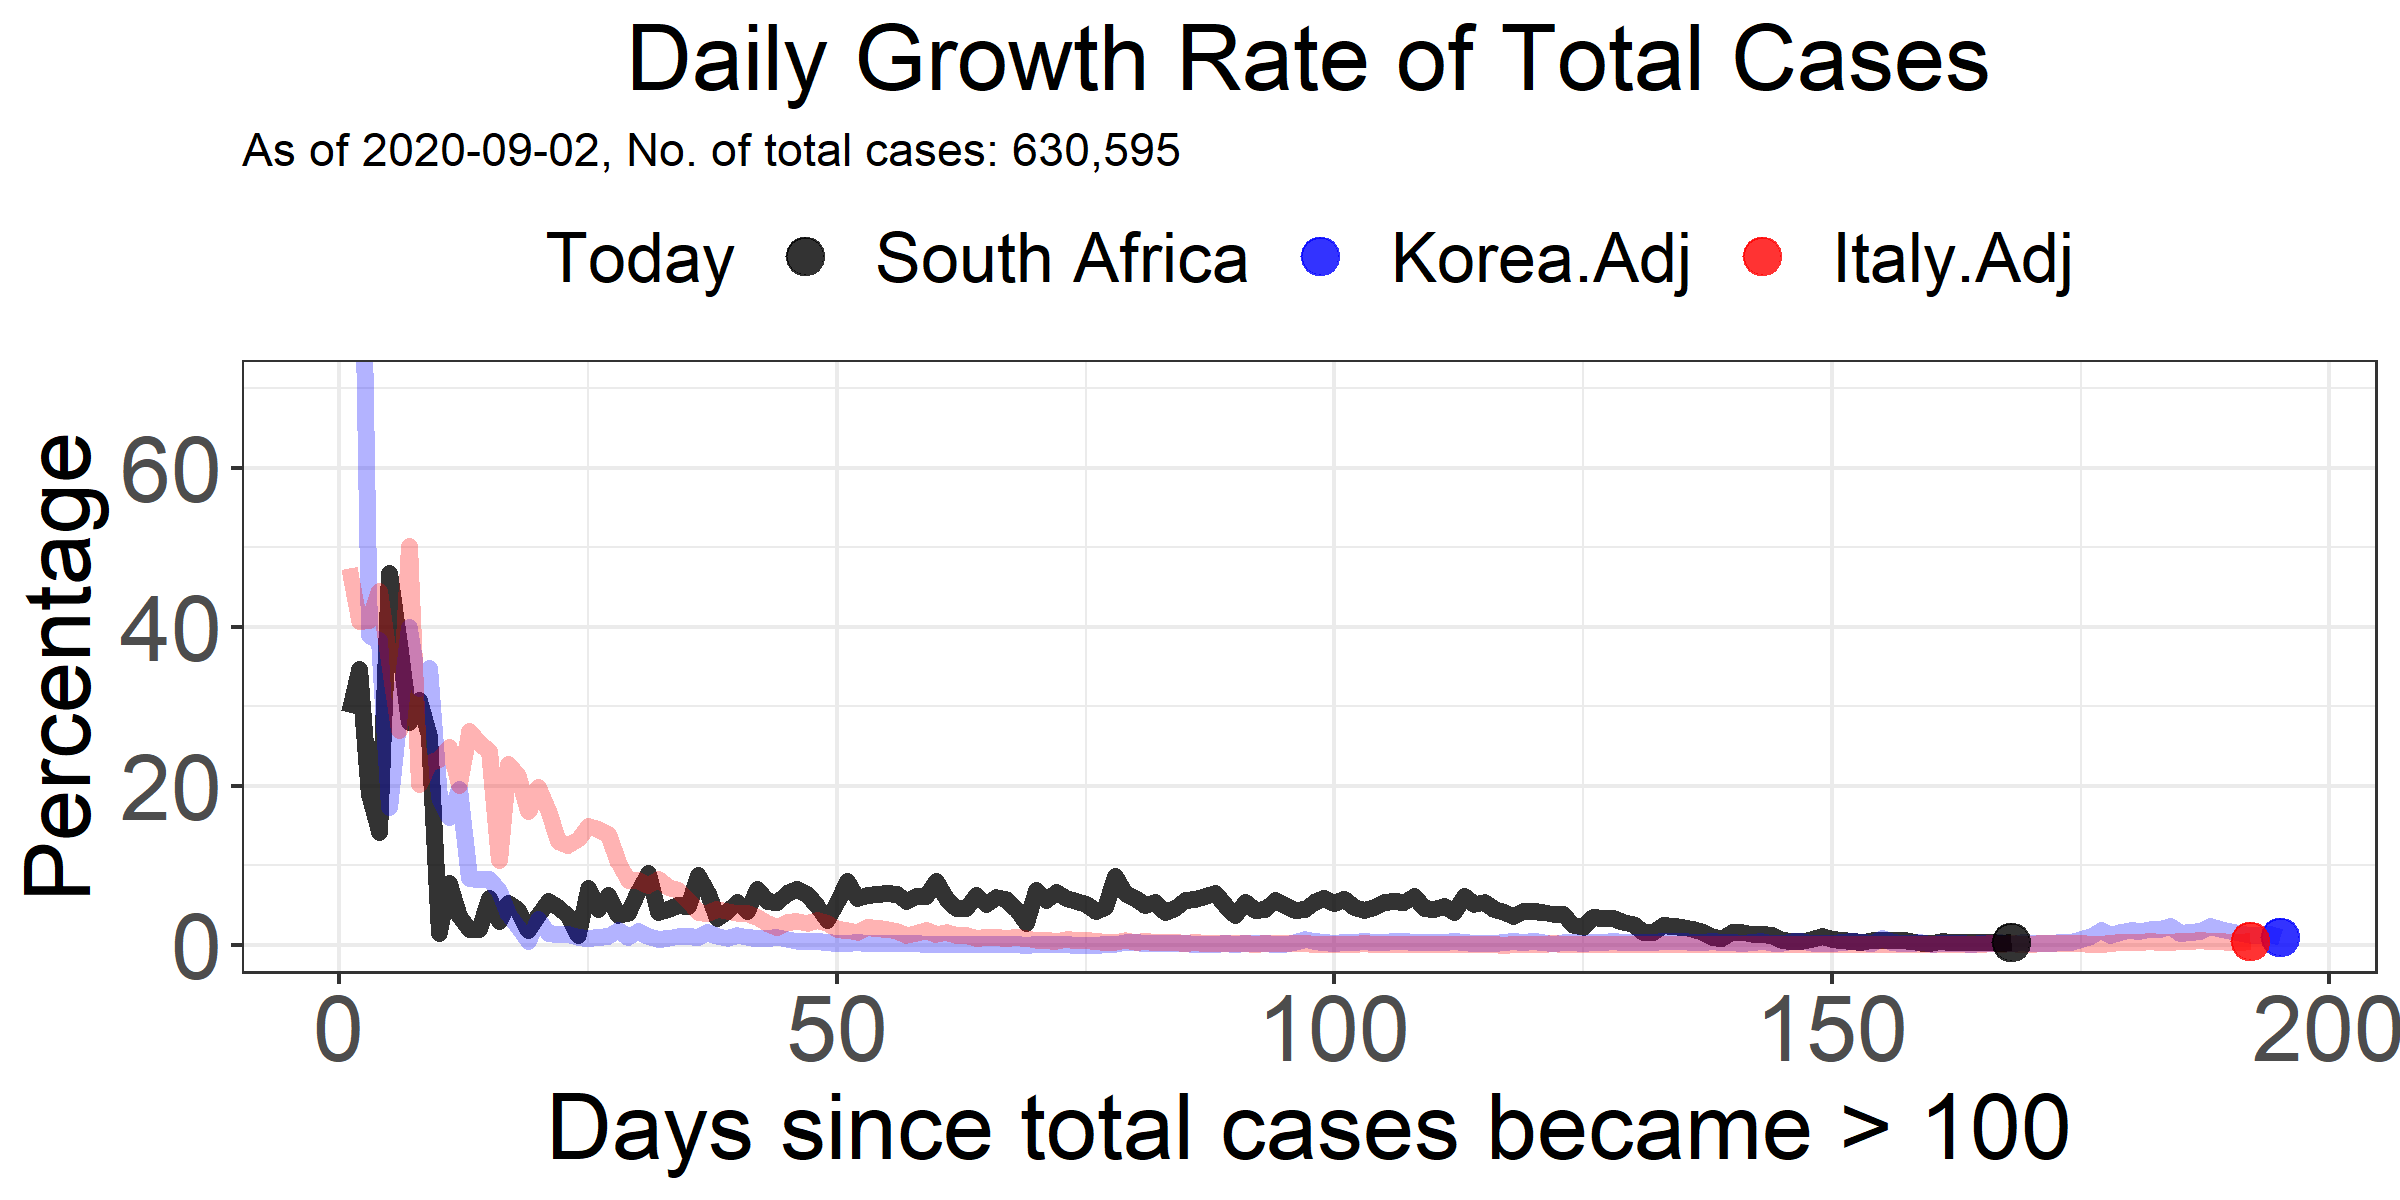 Daily Growth Rate of Total Cases
As of 2020-09-02, No. of total cases: 630,595
Today South Africa Korea.Adj Italy.Adj
Percentage
60
40
20
0
0 50 100 150 200
Days since total cases became > 100